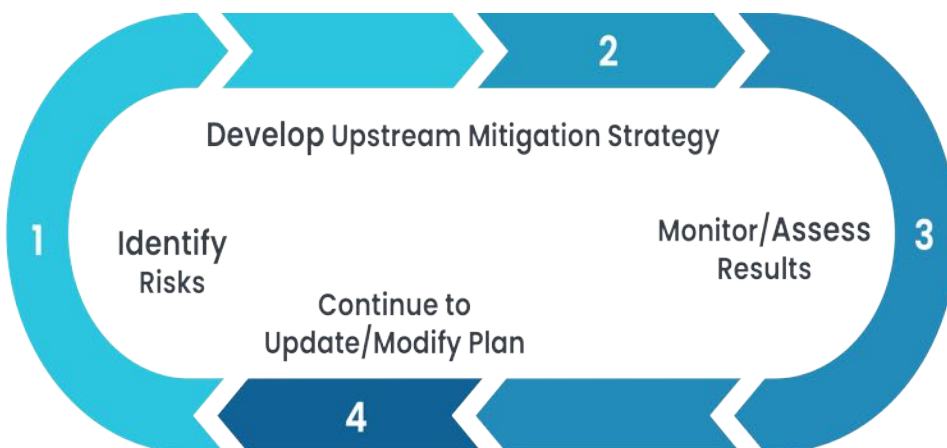 2
Develop Upstream Mitigation Strategy
1
Identify
Risks
Monitor/Assess
Results
3
Continue to
Update/Modify Plan
4